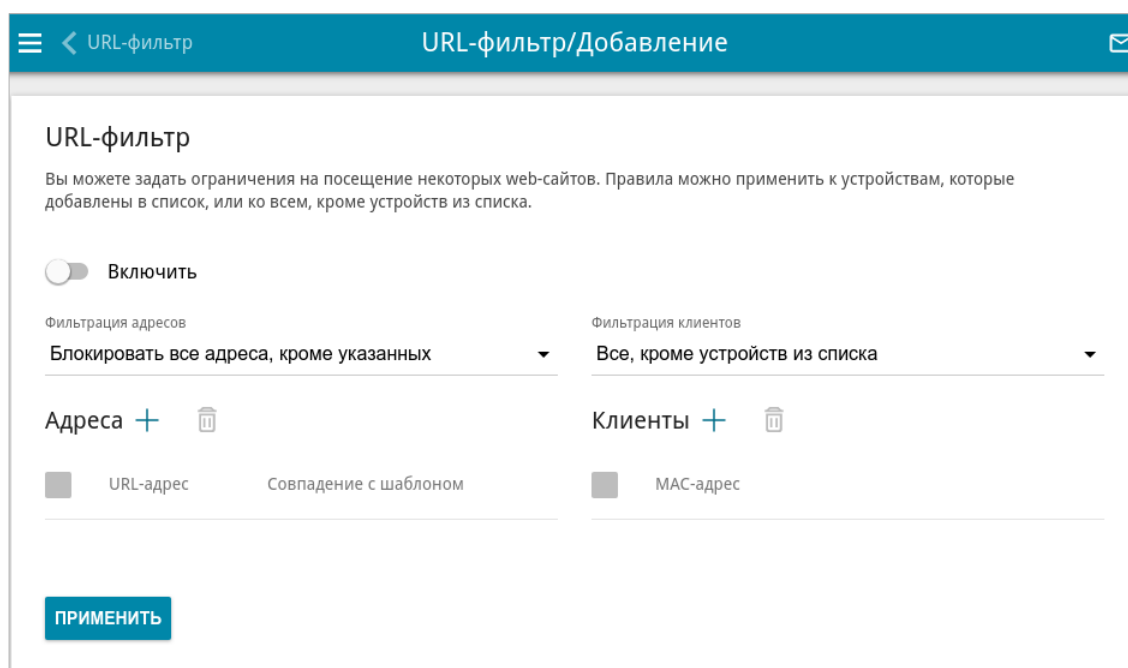 URL-фильтр
URL-фильтр/Добавление
URL-фильтр
Вы можете задать ограничения на посещение некоторых web-сайтов. Правила можно применить к устройствам, которые
добавлены в список, или ко всем, кроме устройств из списка.
Включить
Фильтрация адресов
Блокировать все адреса, кроме указанных
Фильтрация клиентов
Все, кроме устройств из списка
Адреса
URL-адрес
Совпадение с шаблоном
Клиенты
MAC-адрес
ПРИМЕНИТЬ